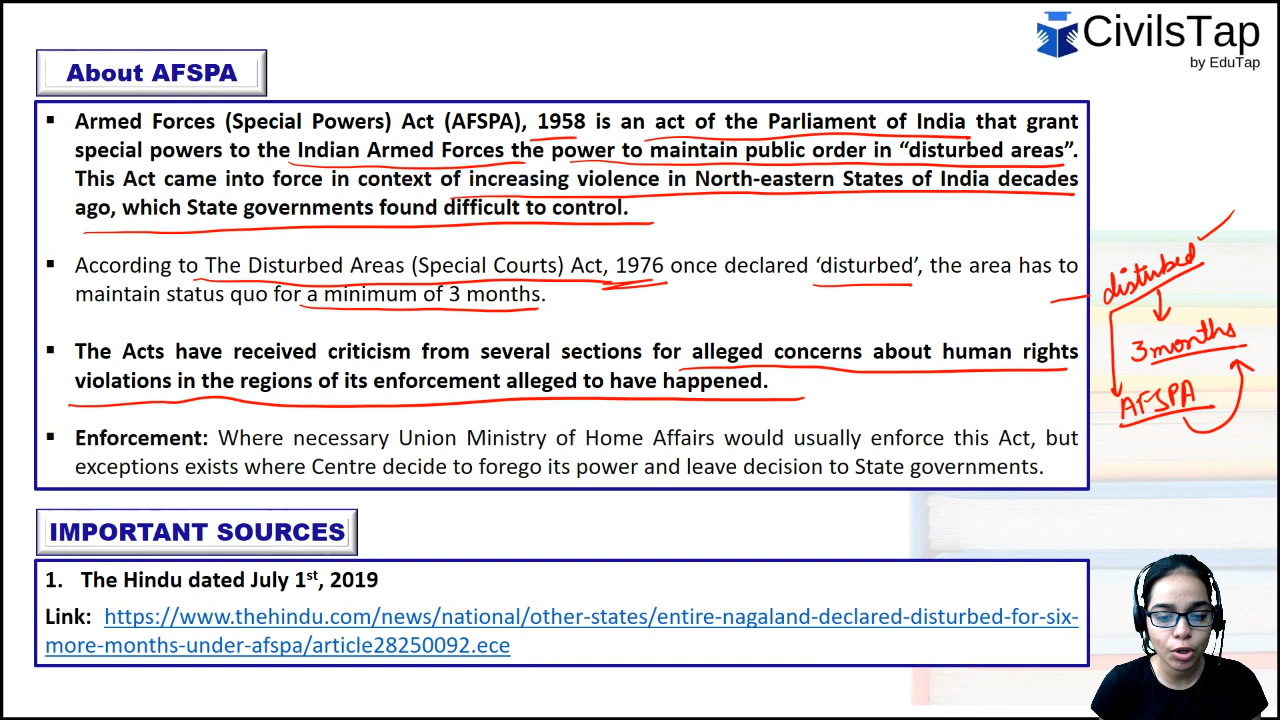 CivilsTap
by EduTap
About AFSPA
▪ Armed Forces (Special Powers) Act (AFSPA), 1958 is an act of the Parliament of India that grant
special powers to the Indian Armed Forces the power to maintain public order in “disturbed areas”.
This Act came into force in context of increasing violence in North-eastern States of India decades
ago, which State governments found difficult to control.
▪ According to The Disturbed Areas (Special Courts) Act, 1976 once declared ‘disturbed’, the area has to
maintain status quo for a minimum of 3 months.
▪ The Acts have received criticism from several sections for alleged concerns about human rights
violations in the regions of its enforcement alleged to have happened.
▪ Enforcement: Where necessary Union Ministry of Home Affairs would usually enforce this Act, but
exceptions exists where Centre decide to forego its power and leave decision to State governments.
disturbed
3 months
AFSPA
IMPORTANT SOURCES
1. The Hindu dated July 1st, 2019
Link: https://www.thehindu.com/news/national/other-states/entire-nagaland-declared-disturbed-for-six-
more-months-under-afspa/article28250092.ece